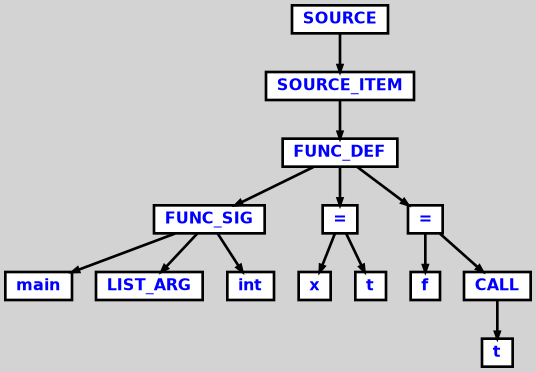 SOURCE
SOURCE_ITEM
FUNC_DEF
FUNC_SIG = =
main LIST_ARG int x t f CALL
t